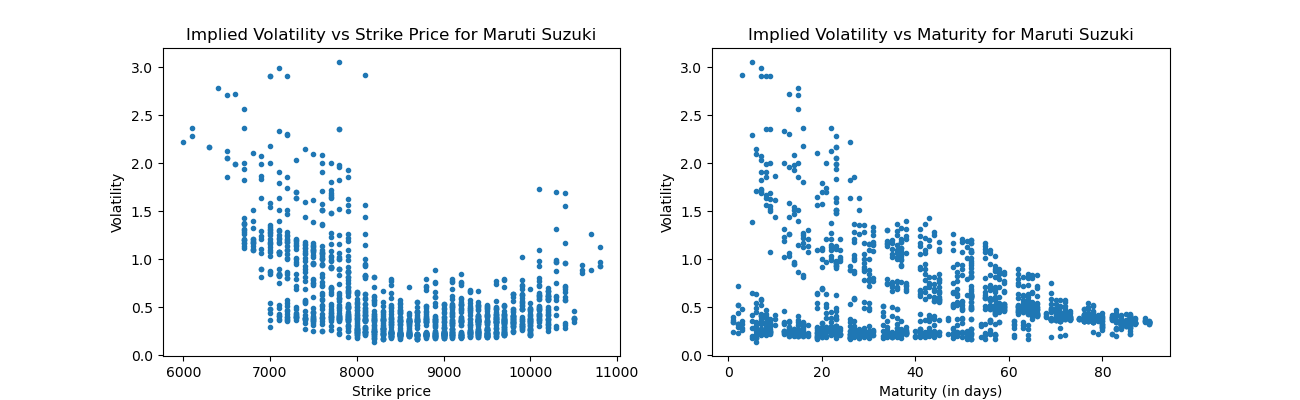 Implied Volatility vs Strike Price for Maruti Suzuki
Volatility
3.0
2.5
2.0
1.5
1.0
0.5
0.0
6000 7000 8000 9000 10000 11000
Strike price
Implied Volatility vs Maturity for Maruti Suzuki
Volatility
3.0
2.5
2.0
1.5
1.0
0.5
0.0
0 20 40 60 80
Maturity (in days)